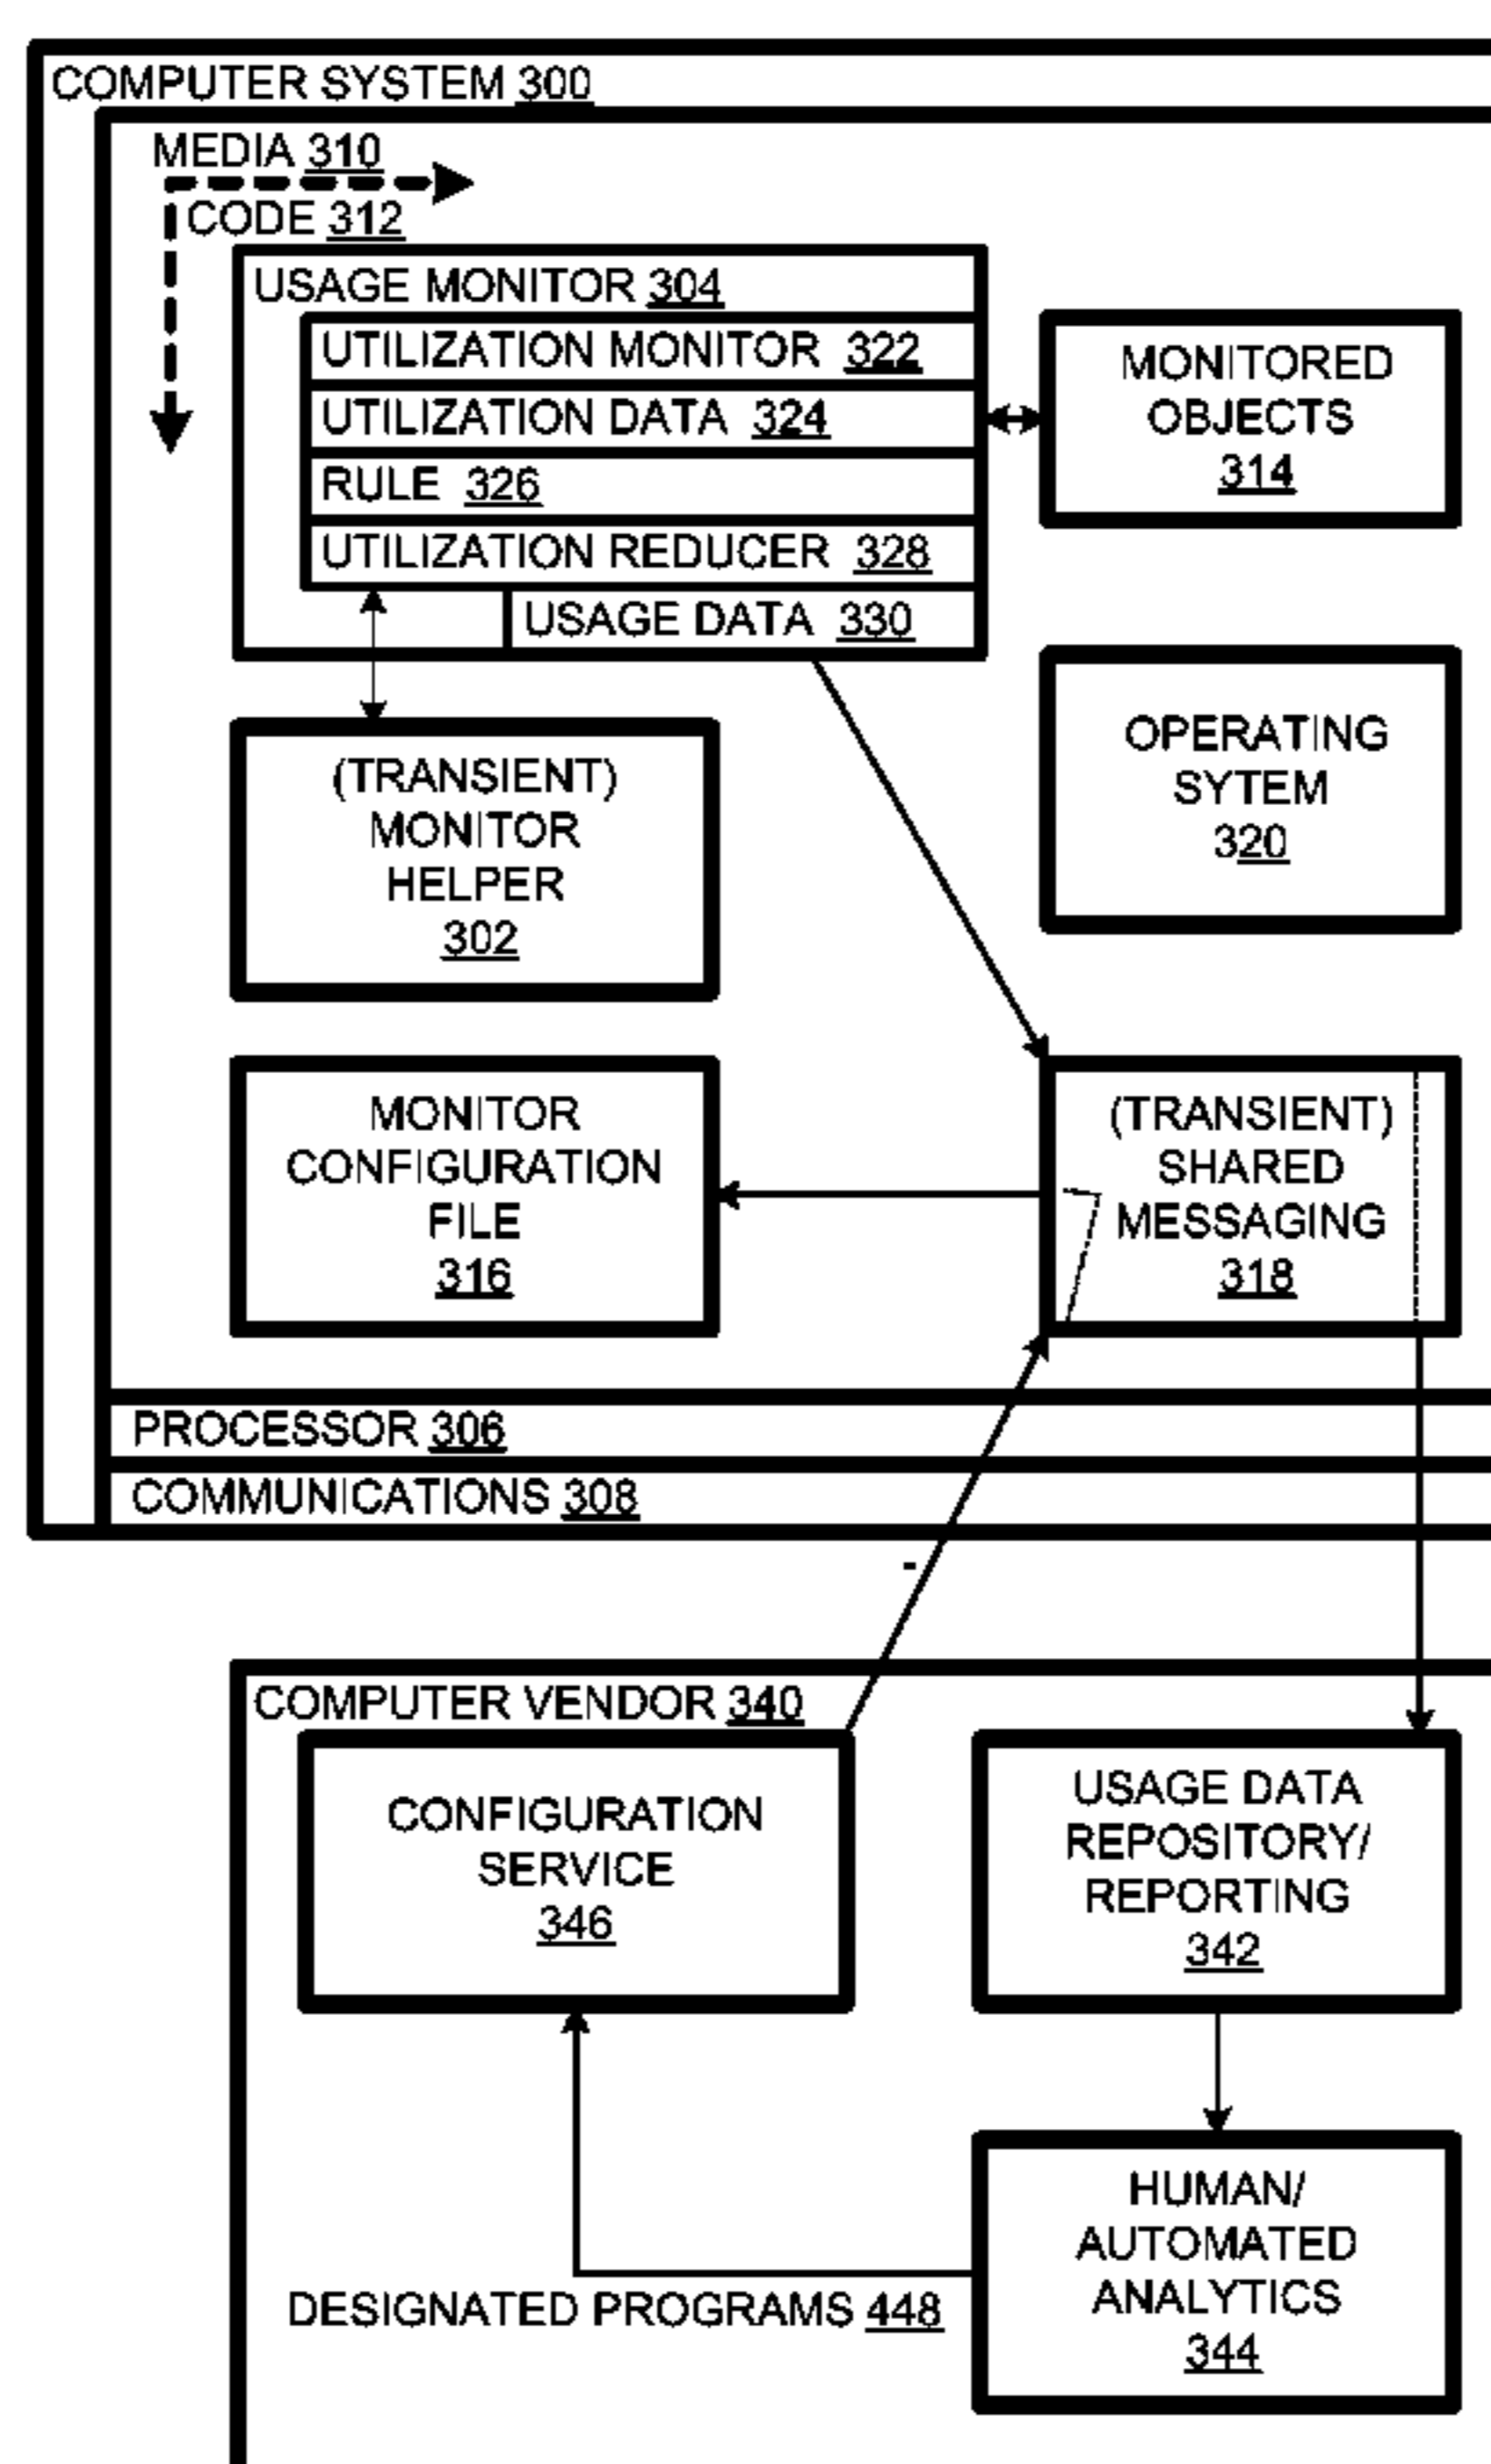 COMPUTER SYSTEM 300
MEDIA 310
CODE 312
USAGE MONITOR 304
UTILIZATION MONITOR 322
UTILIZATION DATA 324
RULE 326
UTILIZATION REDUCER 328
USAGE DATA 330
MONITORED
OBJECTS
314
OPERATING
SYTEM
320
(TRANSIENT)
MONITOR
HELPER
302
MONITOR
CONFIGURATION
FILE
316
(TRANSIENT)
SHARED
MESSAGING
318
PROCESSOR 306
COMMUNICATIONS 308
COMPUTER VENDOR 340
CONFIGURATION
SERVICE
346
USAGE DATA
REPOSITORY/
REPORTING
342
HUMAN/
AUTOMATED
ANALYTICS
344
DESIGNATED PROGRAMS 448